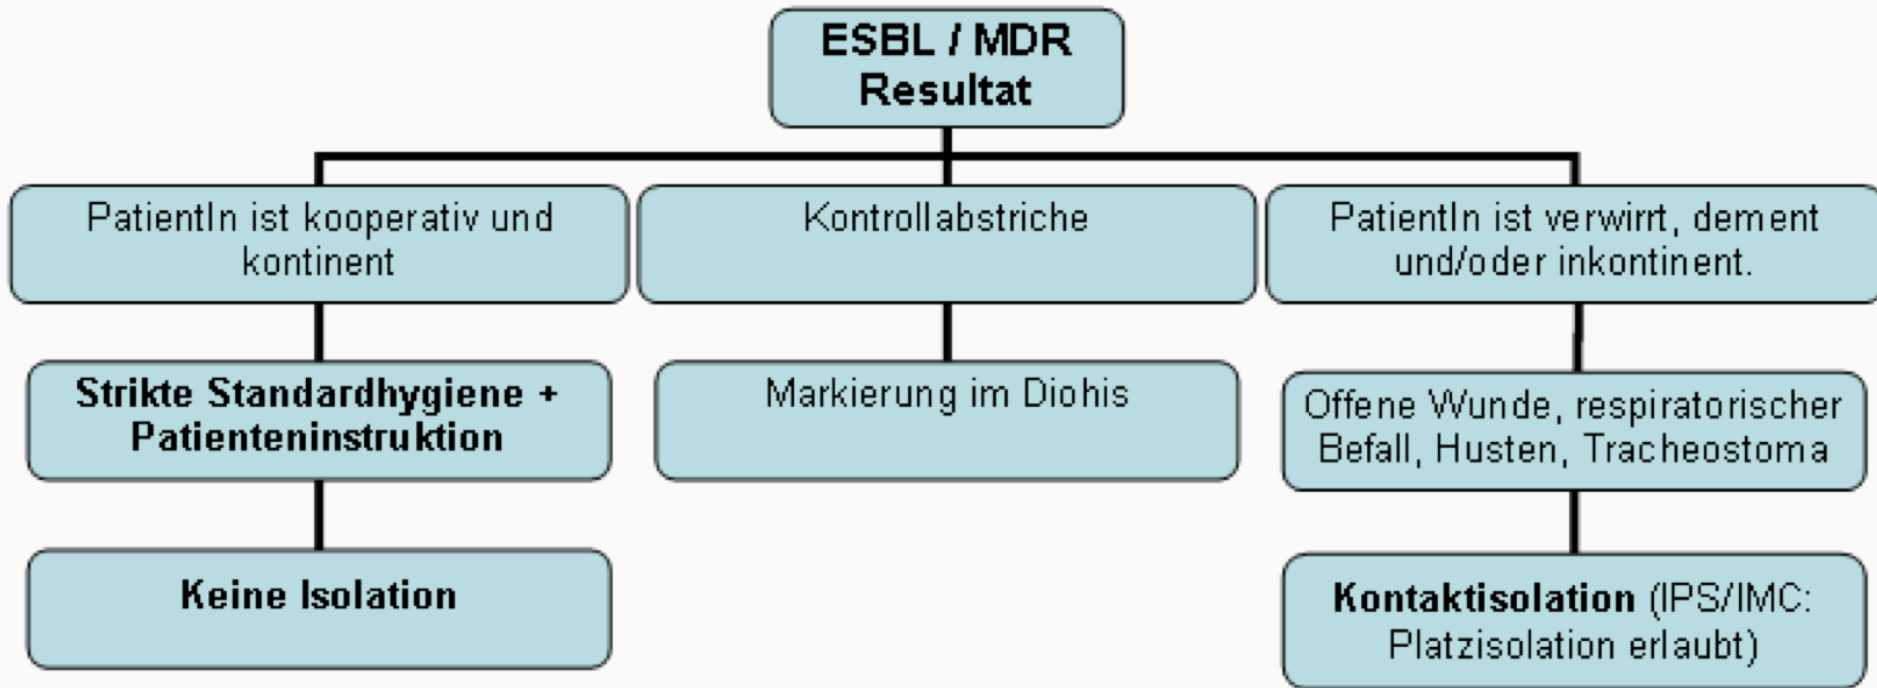 ESBL / MDR
Resultat
PatientIn ist kooperativ und
kontinent
Kontrollabstriche
PatientIn ist verwirrt, dement
und/oder inkontinent.
Strikte Standardhygiene +
Patienteninstruktion
Markierung im Diohis
Offene Wunde, respiratorischer
Befall, Husten, Tracheostoma
Keine Isolation
Kontaktisolation (IPS/IMC:
Platzisolation erlaubt)